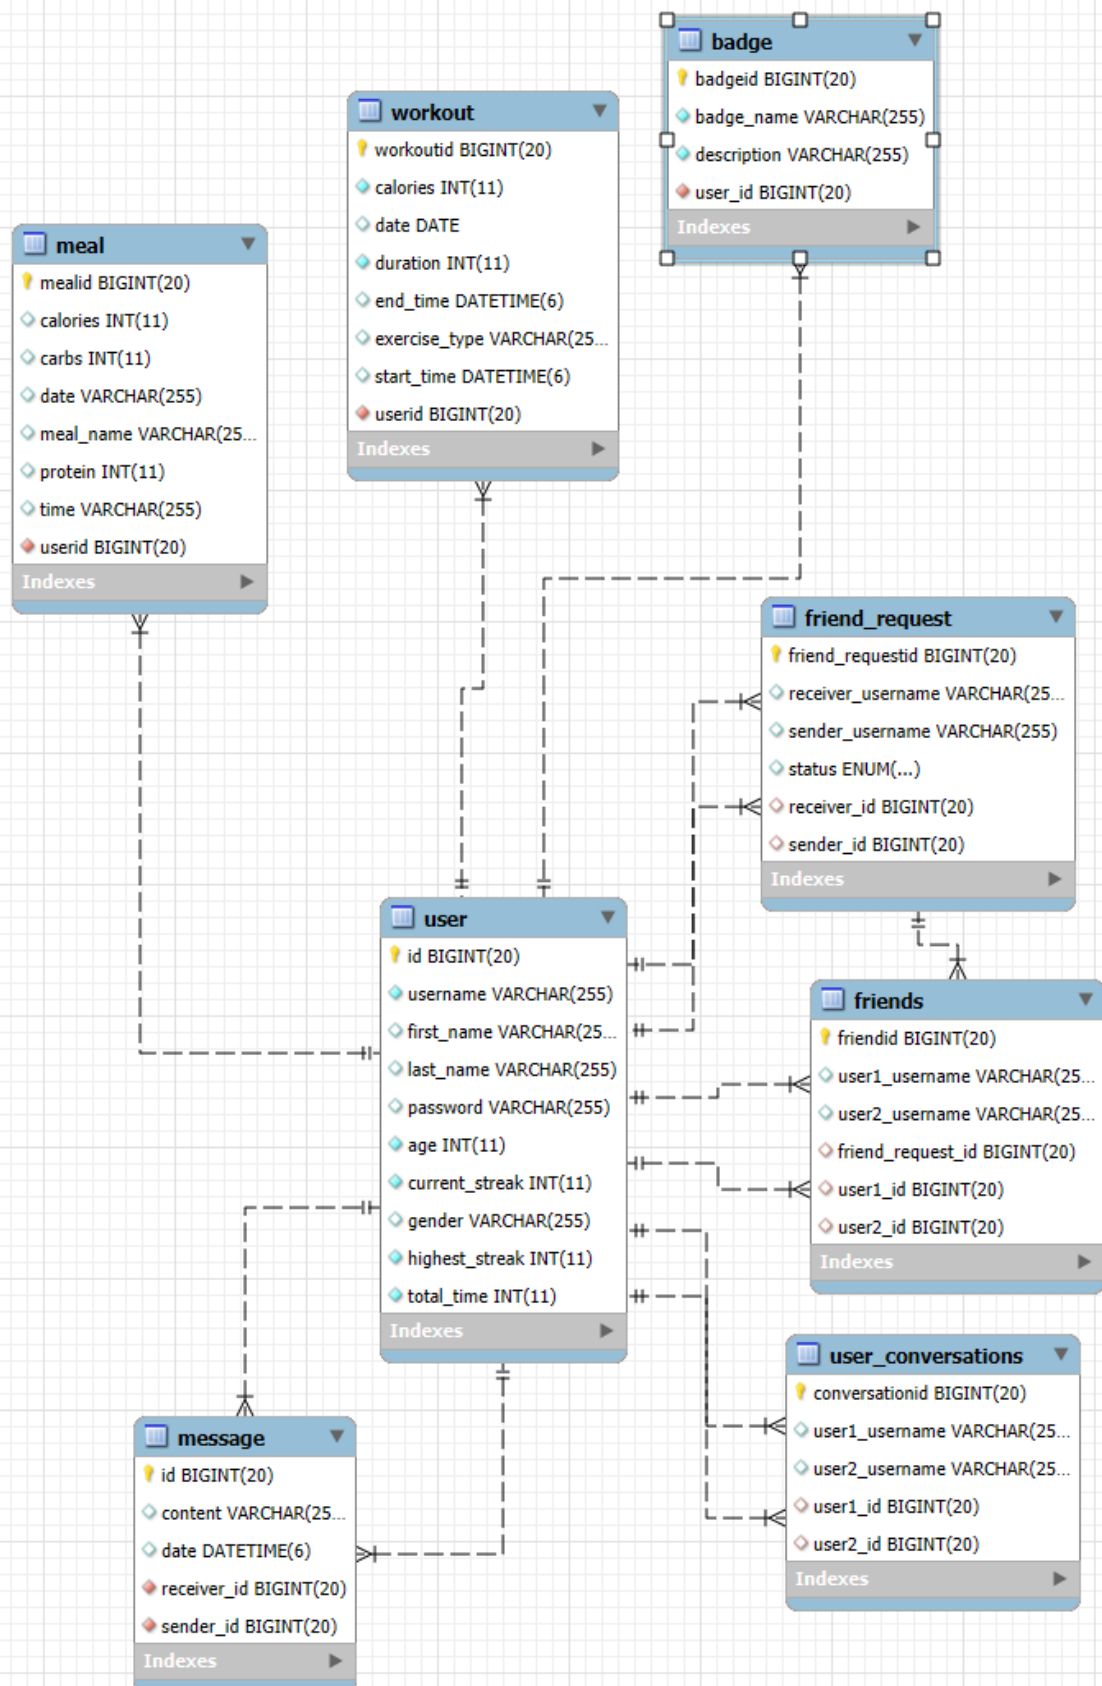 badge
badgeid BIGINT(20)
badge_name VARCHAR(255)
description VARCHAR(255)
user_id BIGINT(20)
Indexes
workout
workoutid BIGINT(20)
calories INT(11)
date DATE
duration INT(11)
end_time DATETIME(6)
exercise_type VARCHAR(25...
start_time DATETIME(6)
userid BIGINT(20)
Indexes
meal
mealid BIGINT(20)
calories INT(11)
carbs INT(11)
date VARCHAR(255)
meal_name VARCHAR(25...
protein INT(11)
time VARCHAR(255)
userid BIGINT(20)
Indexes
friend_request
friend_requestid BIGINT(20)
receiver_username VARCHAR(25...
sender_username VARCHAR(255)
status ENUM(...)
receiver_id BIGINT(20)
sender_id BIGINT(20)
Indexes
user
id BIGINT(20)
username VARCHAR(255)
first_name VARCHAR(25...
last_name VARCHAR(255)
password VARCHAR(255)
age INT(11)
current_streak INT(11)
gender VARCHAR(255)
highest_streak INT(11)
total_time INT(11)
Indexes
friends
friendid BIGINT(20)
user1_username VARCHAR(25...
user2_username VARCHAR(25...
friend_request_id BIGINT(20)
user1_id BIGINT(20)
user2_id BIGINT(20)
Indexes
user_conversations
conversationid BIGINT(20)
user1_username VARCHAR(25...
user2_username VARCHAR(25...
user1_id BIGINT(20)
user2_id BIGINT(20)
Indexes
message
id BIGINT(20)
content VARCHAR(25...
date DATETIME(6)
receiver_id BIGINT(20)
sender_id BIGINT(20)
Indexes